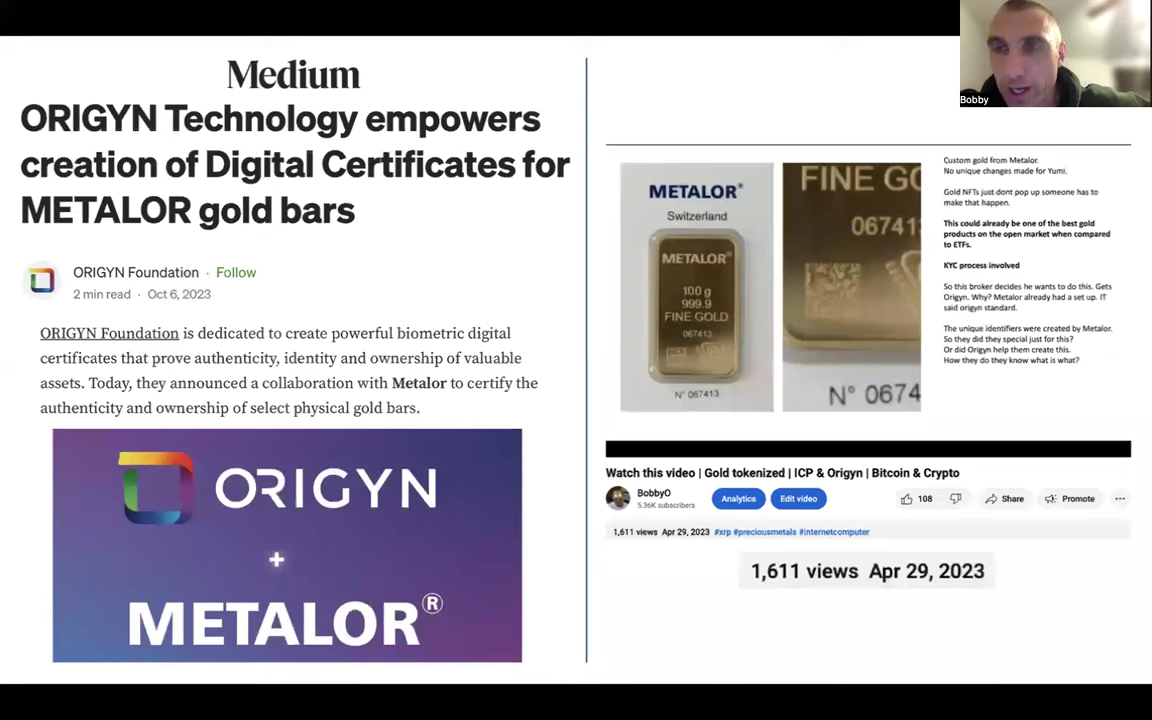 Medium
ORIGYN Technology empowers
creation of Digital Certificates for
METALOR gold bars
ORIGYN Foundation · Follow
2 min read · Oct 6, 2023
ORIGYN Foundation is dedicated to create powerful biometric digital
certificates that prove authenticity, identity and ownership of valuable
assets. Today, they announced a collaboration with Metalor to certify the
authenticity and ownership of select physical gold bars.
ORIGYN
+
METALOR®
Bobby
METALOR®
Switzerland
METALOR®
100 g
999.9
FINE GOLD
067413
N° 067413
FINE GO
067413
N° 0674
Custom gold from Metalor.
No unique changes made for Yumi.
Gold NFTs just dont pop up someone has to
make that happen.
This could already be one of the best gold
products on the open market when compared
to ETFs.
KYC process involved
So this broker decides he wants to do this. Gets
Origyn. Why? Metalor already had a set up. IT
said origyn standard.
The unique identifiers were created by Metalor.
So they did they special just for this?
Or did Origyn help them create this.
How they do they know what is what?
Watch this video | Gold tokenized | ICP & Origyn | Bitcoin & Crypto
BobbyO
5.36K subscribers
Analytics
Edit video
108
Share
Promote
1,611 views Apr 29, 2023 #xrp #preciousmetals #internetcomputer
1,611 views Apr 29, 2023